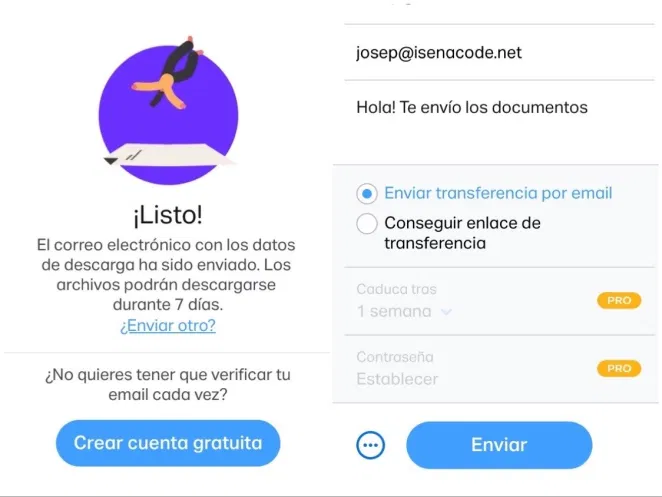 ¡Listo!
El correo electrónico con los datos
de descarga ha sido enviado. Los
archivos podrán descargarse
durante 7 días.
¿Enviar otro?
¿No quieres tener que verificar tu
email cada vez?
Crear cuenta gratuita
josep@isenacode.net
Hola! Te envío los documentos
Enviar transferencia por email
Conseguir enlace de
transferencia
Caduca tras
1 semana
PRO
Contraseña
Establecer
PRO
Enviar